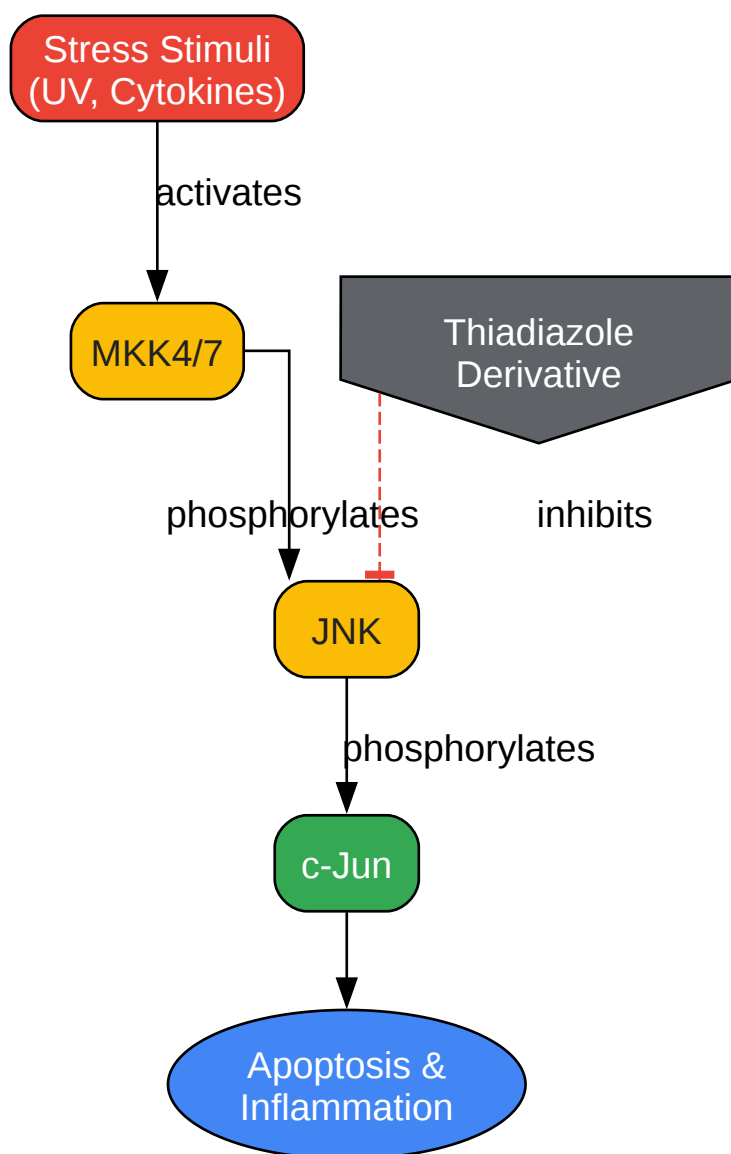 Stress Stimuli
(UV, Cytokines)
activates
MKK4/7
Thiadiazole
Derivative
phosphorylates
inhibits
JNK
phosphorylates
c-Jun
Apoptosis &
Inflammation